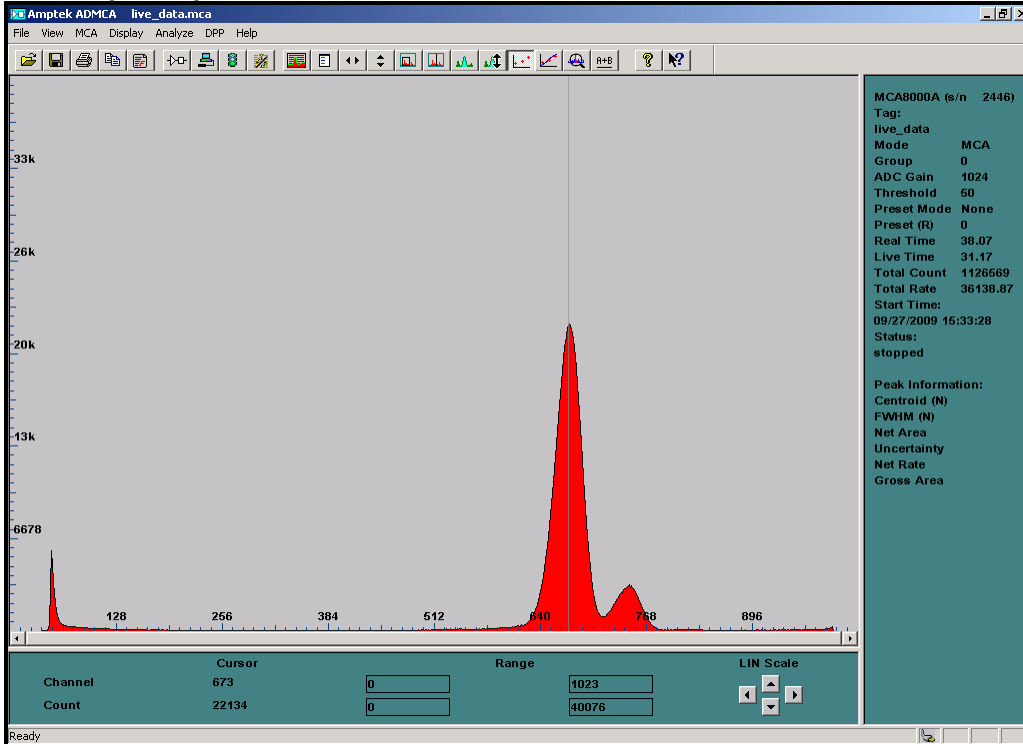 Amptek ADMCA live_data.mca
File View MCA Display Analyze DPP Help
A+B
33k
26k
20k
13k
6678
128 256 384 512 640 768 896
MCA8000A (s/n 2446)
Tag:
live_data
Mode MCA
Group 0
ADC Gain 1024
Threshold 50
Preset Mode None
Preset (R) 0
Real Time 38.07
Live Time 31.17
Total Count 1126569
Total Rate 36138.87
Start Time:
09/27/2009 15:33:28
Status:
stopped
Peak Information:
Centroid (N)
FWHM (N)
Net Area
Uncertainty
Net Rate
Gross Area
Cursor Range LIN Scale
Channel 673 0 1023
Count 22134 0 40076
Ready